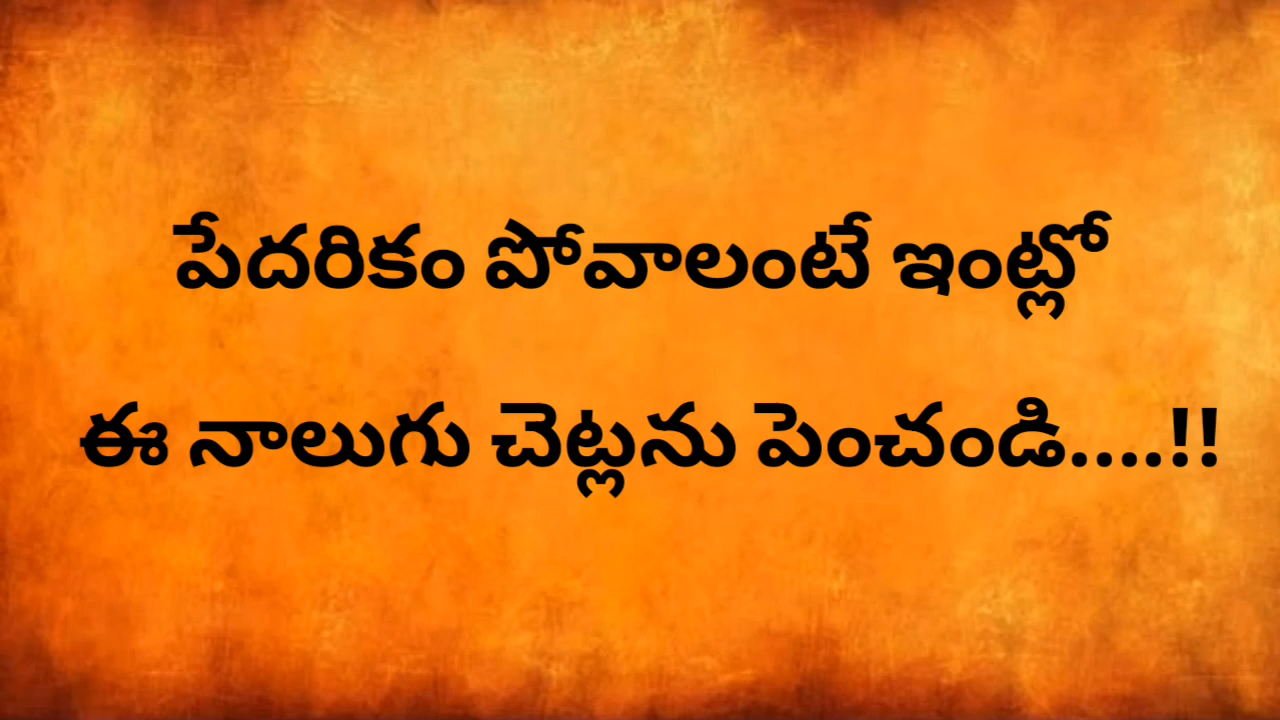 పేదరికం పోవాలంటే ఇంట్లో
ఈ నాలుగు చెట్లను పెంచండి....!!